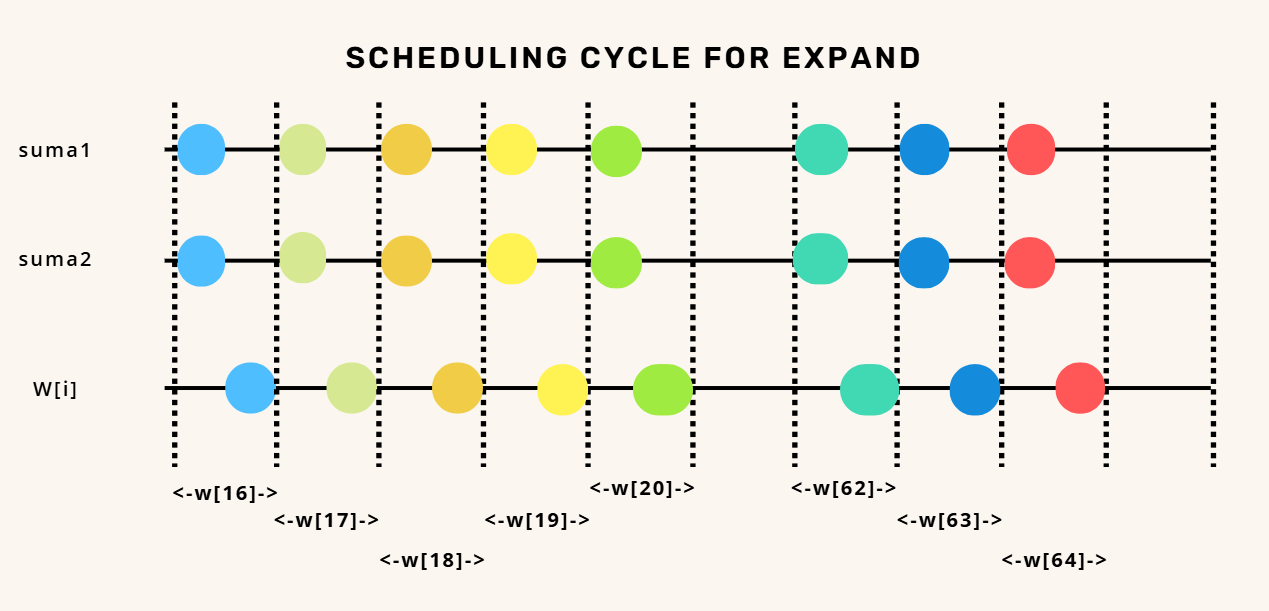 SCHEDULING CYCLE FOR EXPAND
suma1
suma2
W[i]
<-w[16]->
<-w[17]->
<-w[18]->
<-w[19]->
<-w[20]->
<-w[62]->
<-w[63]->
<-w[64]->